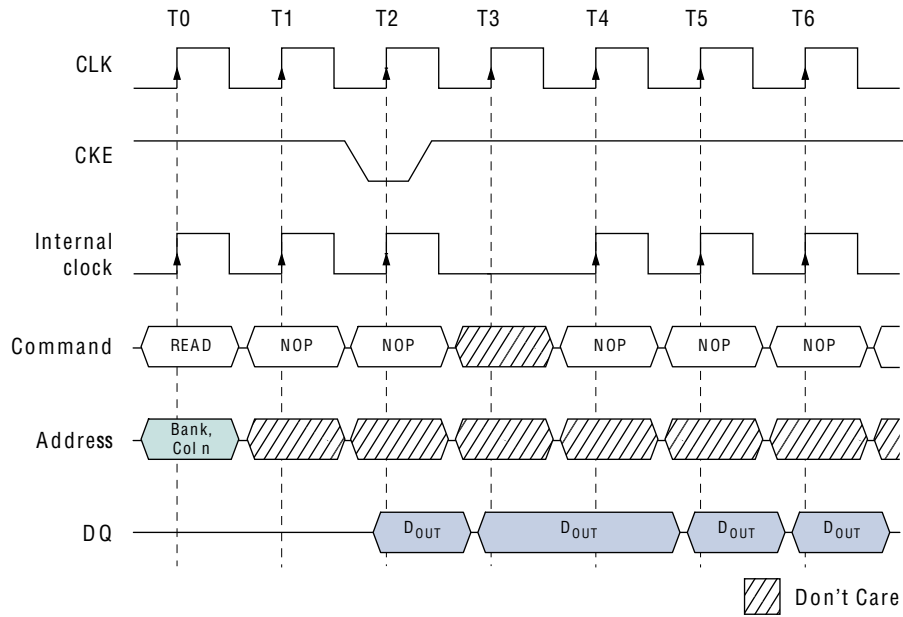 T0 T1 T2 T3 T4 T5 T6
CLK
CKE
Internal
clock
Command READ NOP NOP NOP NOP NOP
Address Bank,
Col n
DQ DOUT DOUT DOUT DOUT
Don't Care